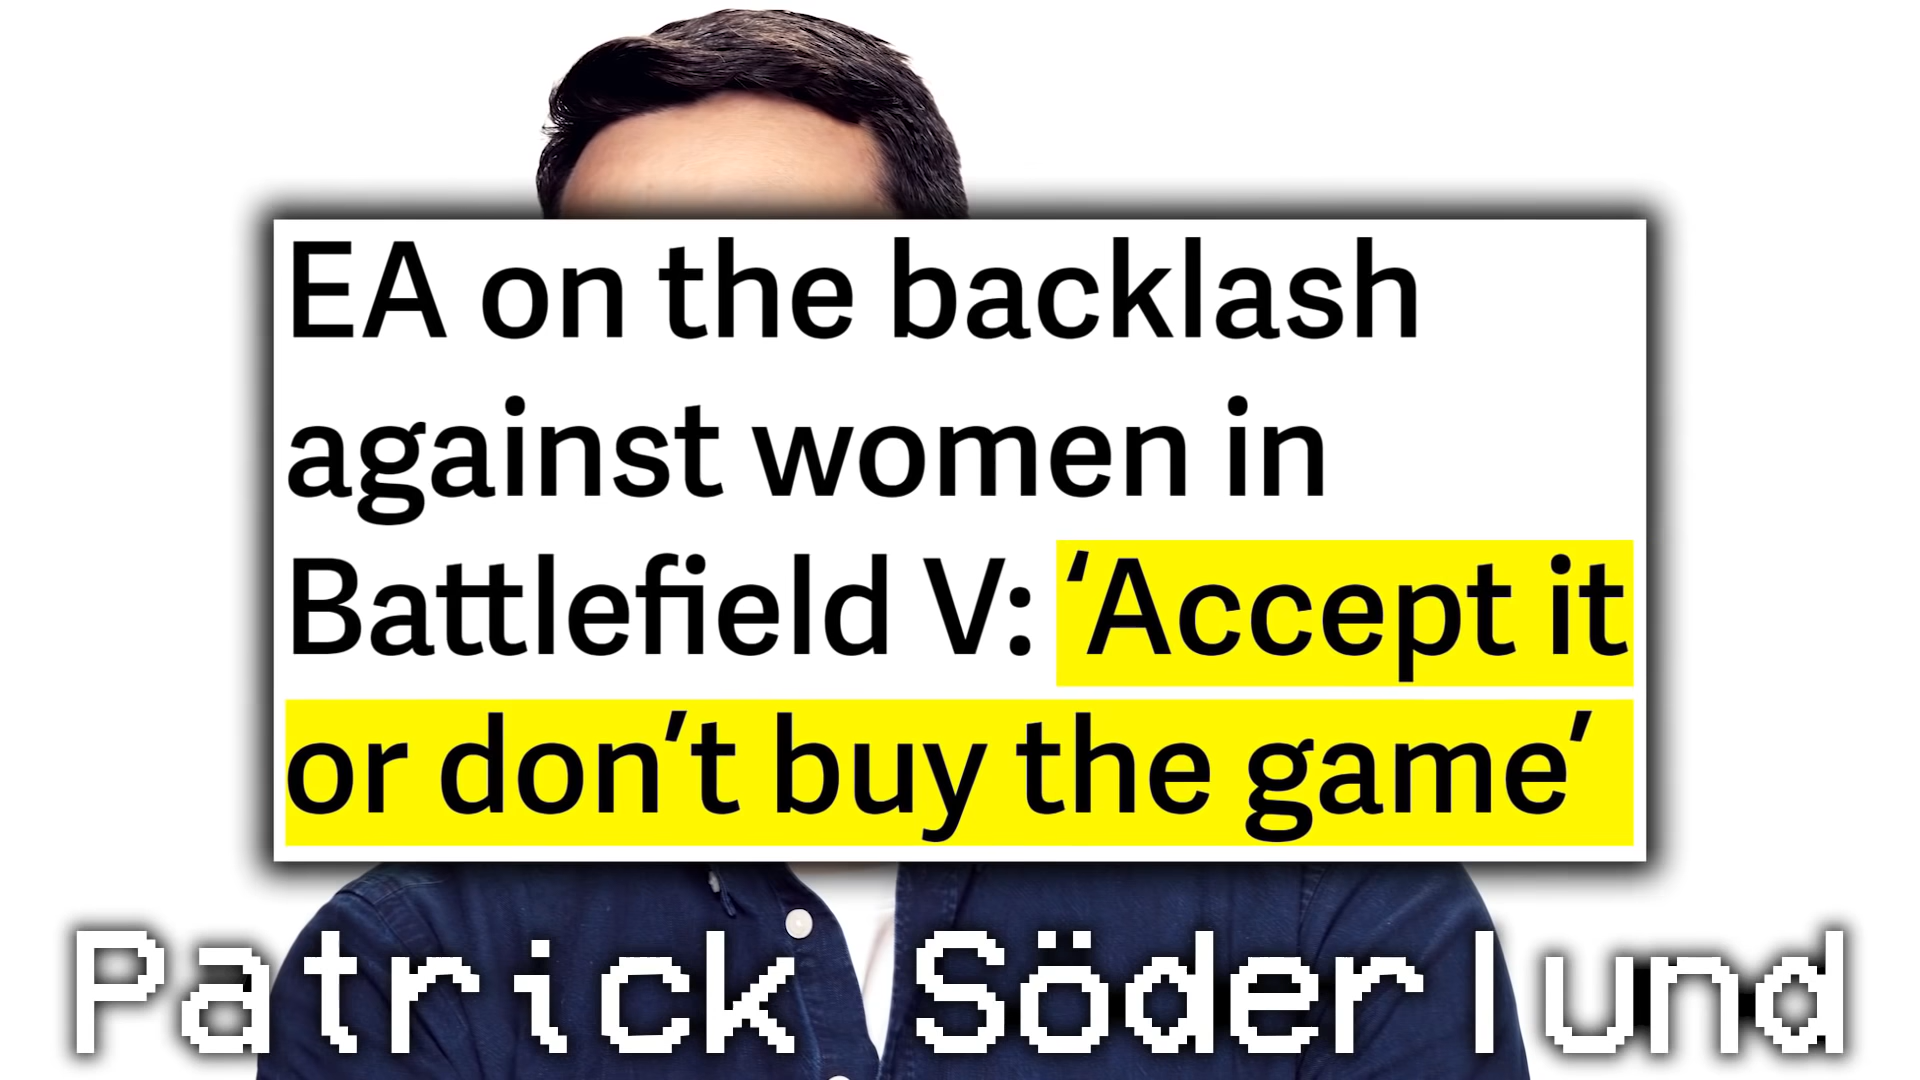 EA on the backlash
against women in
Battlefield V: ‘Accept it
or don’t buy the game’
Patrick Söderlund